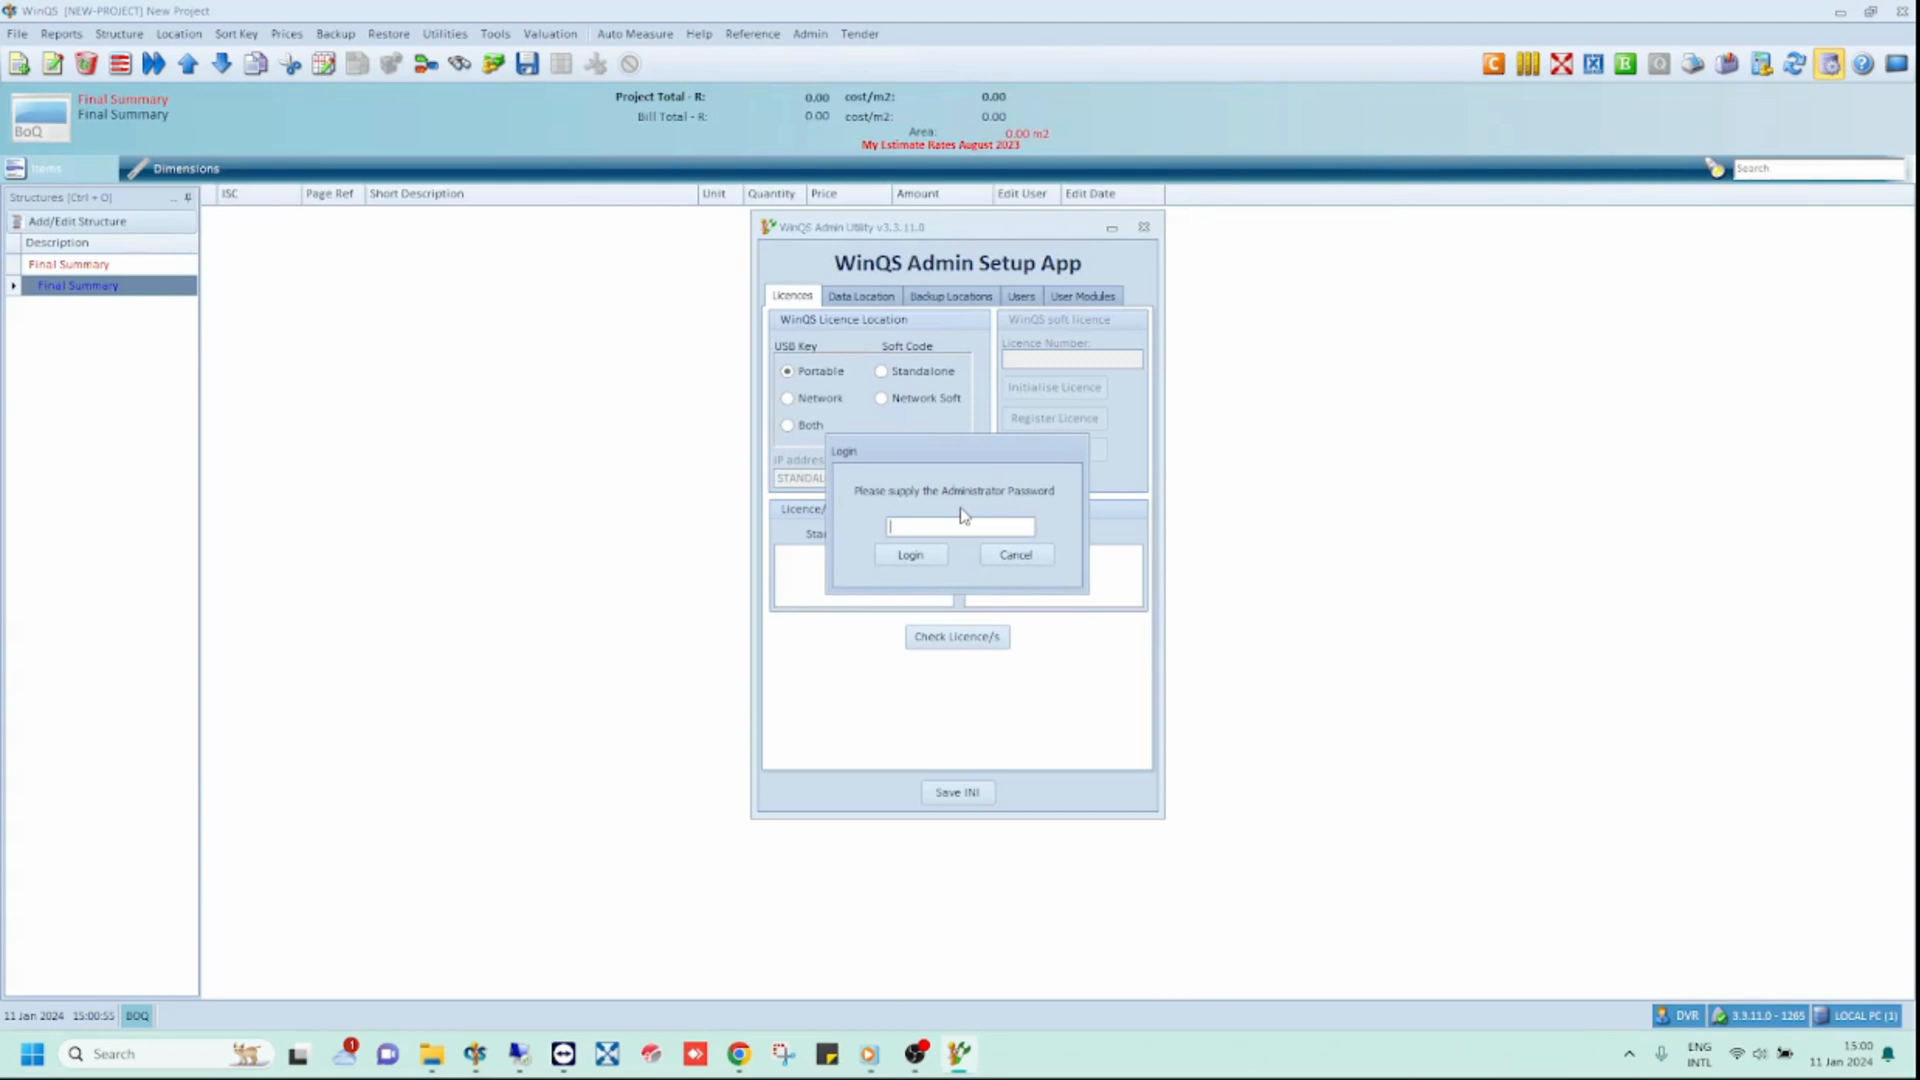 WinQS [NEW-PROJECT] New Project
File Reports Structure Location Sort Key Prices Backup Restore Utilities Tools Valuation Auto Measure Help Reference Admin Tender
Final Summary
Final Summary
BoQ
Project Total - R: 0.00 cost/m2: 0.00
Bill Total - R: 0.00 cost/m2: 0.00
Area: 0.00 m2
My Estimate Rates August 2023
Items Dimensions Search
Structures [Ctrl + O] ...
ISC Page Ref Short Description Unit Quantity Price Amount Edit User Edit Date
Add/Edit Structure
Description
Final Summary
Final Summary
WinQS Admin Utility v3.3.11.0
WinQS Admin Setup App
Licences Data Location Backup Locations Users User Modules
WinQS Licence Location
USB Key Soft Code
Portable Standalone
Network Network Soft
Both
IP addres
STANDAL
WinQS soft licence
Licence Number:
Initialise Licence
Register Licence
Licence/
Sta
Login
Please supply the Administrator Password
Login Cancel
Check Licence/s
Save INI
11 Jan 2024 15:00:55 BOQ
DVR 3.3.11.0 - 1265 LOCAL PC (1)
Search
1
ENG
INTL
15:00
11 Jan 2024